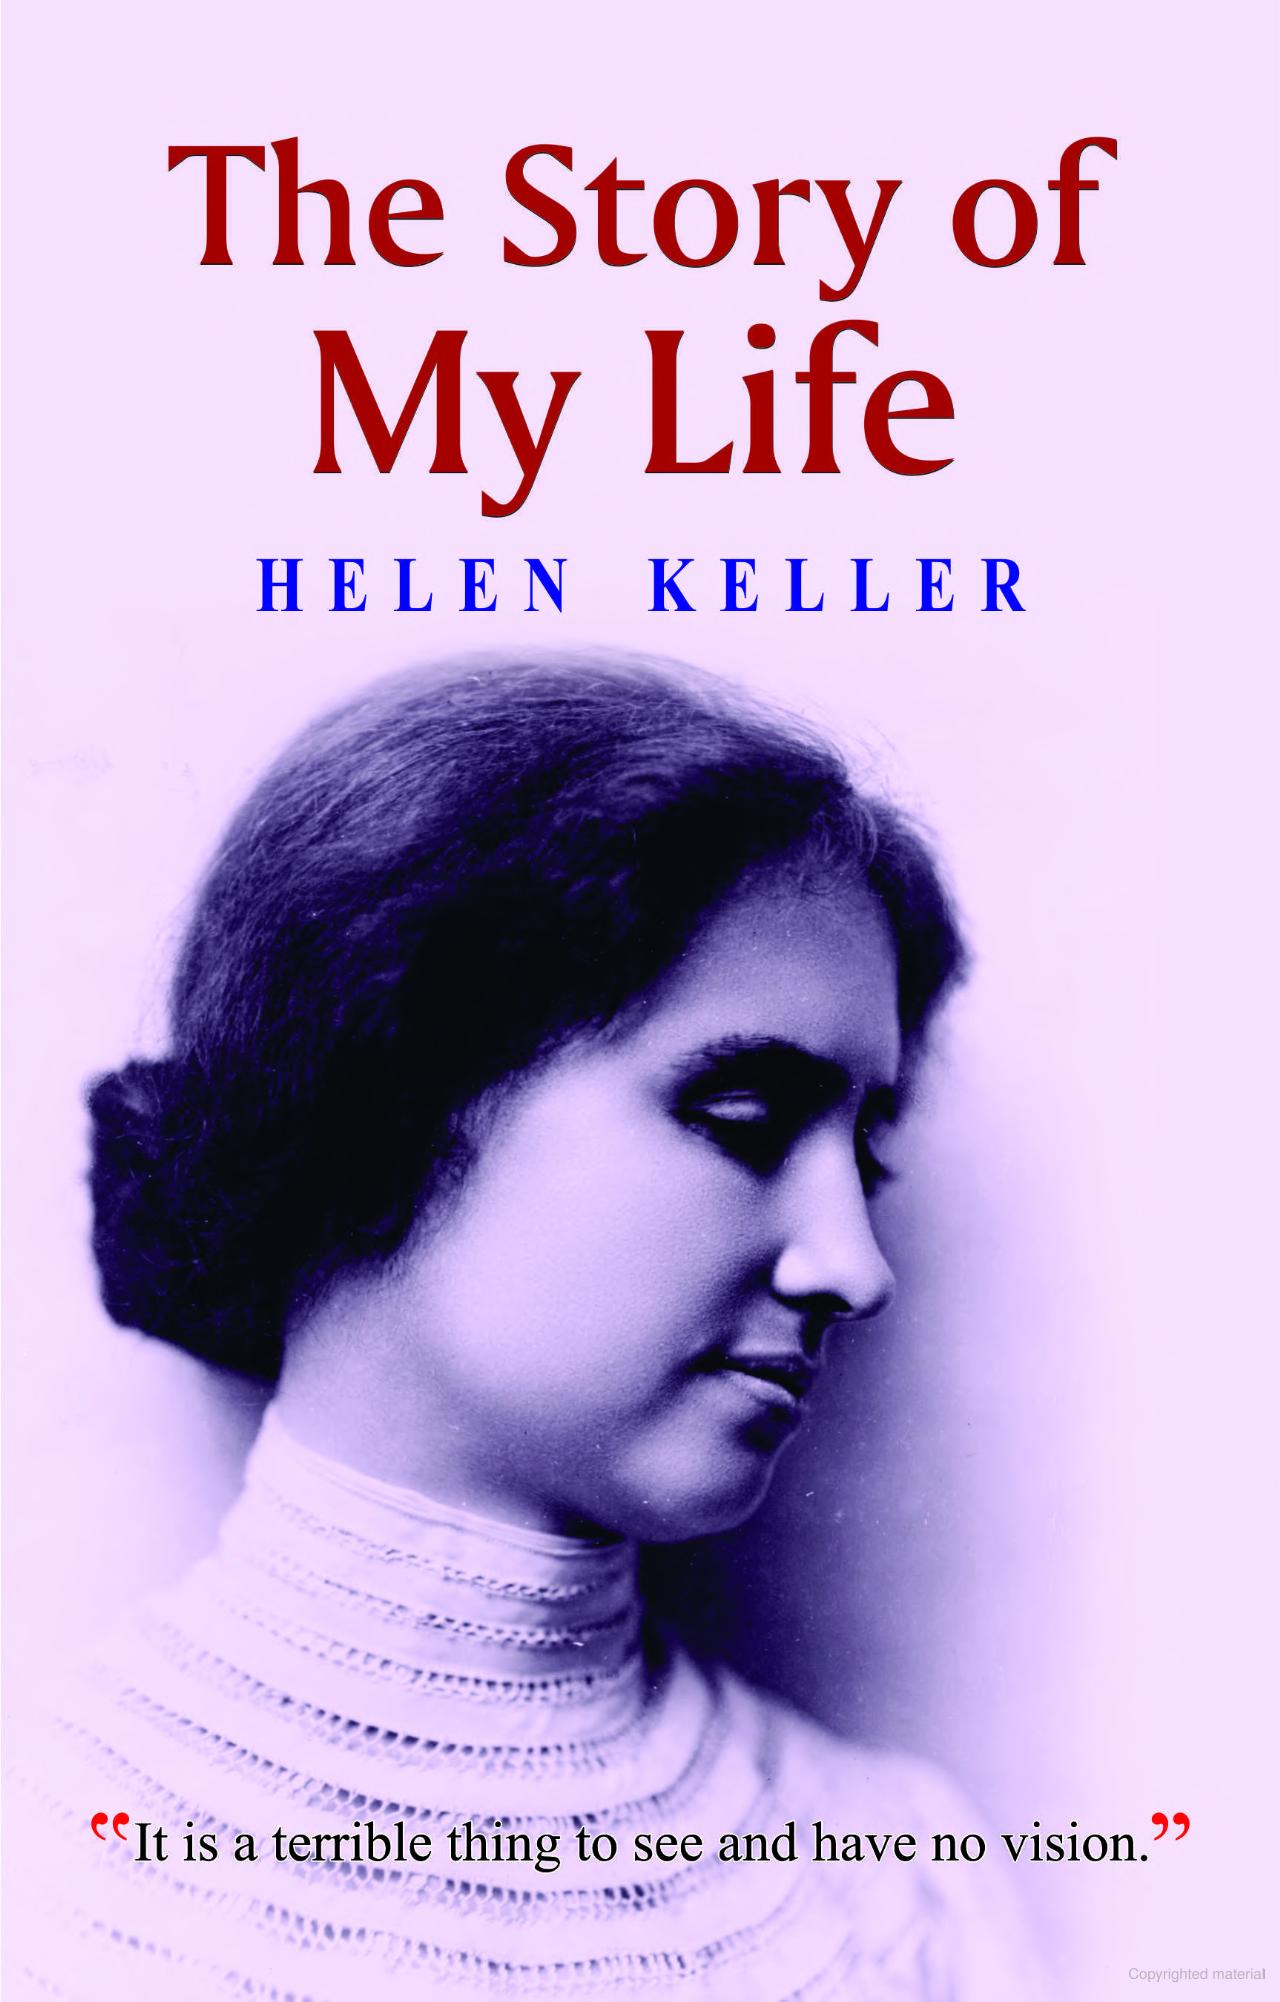 The Story of
My Life
HELEN KELLER
“It is a terrible thing to see and have no vision.”
Copyrighted material